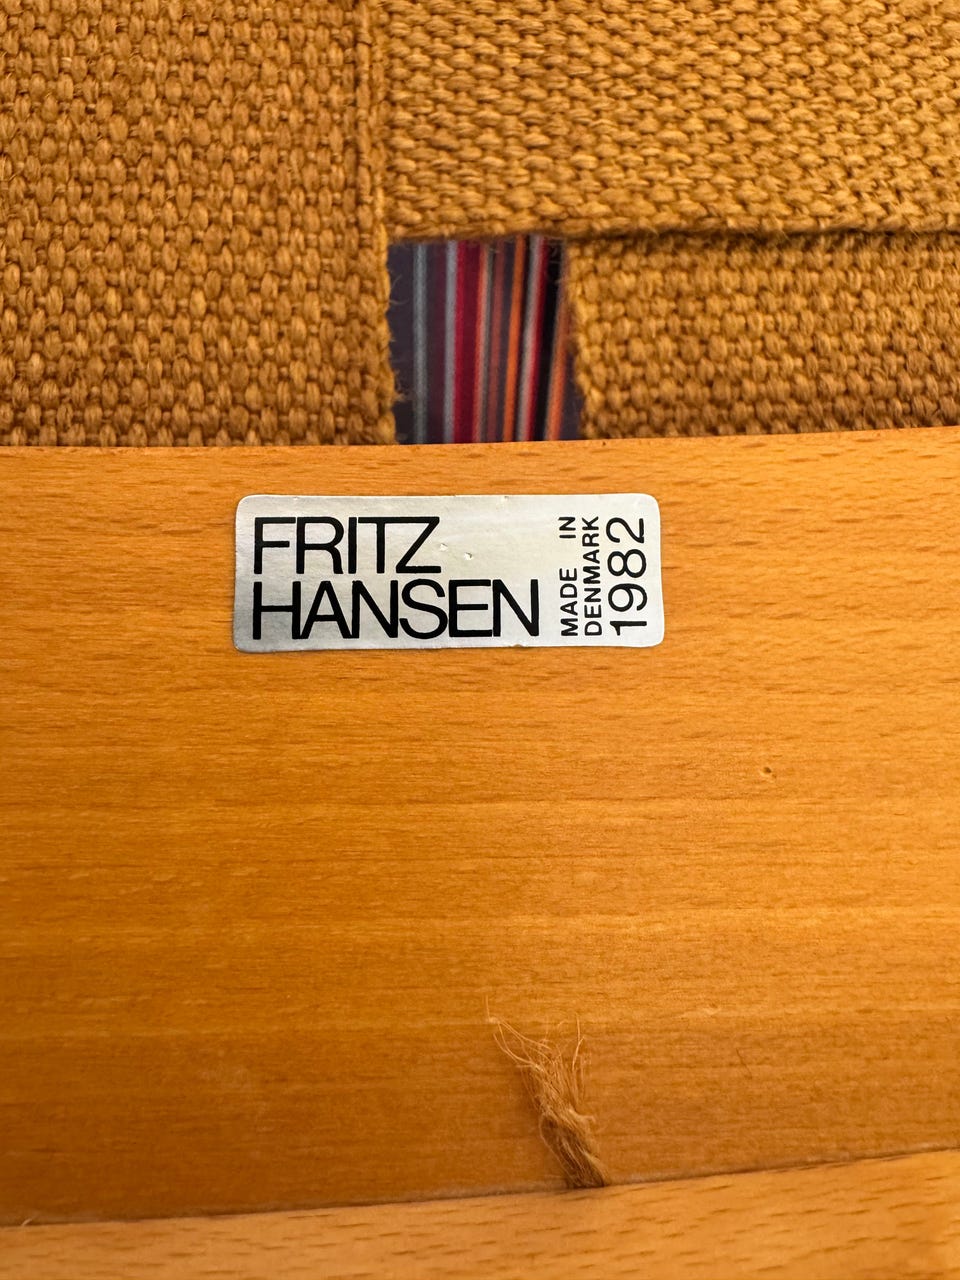 FRITZ
HANSEN
MADE IN
DENMARK
1982